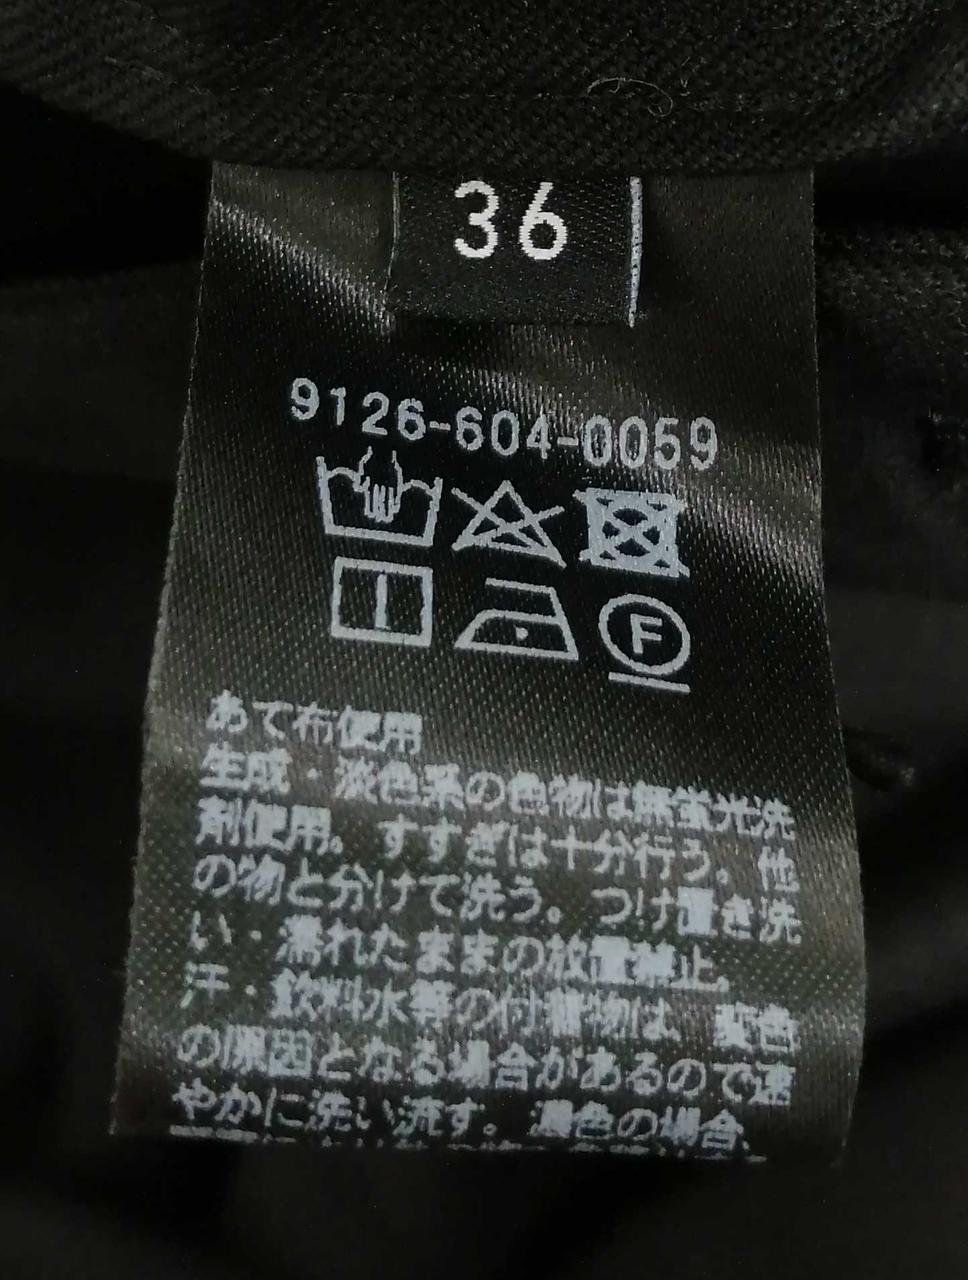 36
9126-604-0059
F
あて布使用
生成・淡色系の色物は無蛍光洗
剤使用。すすぎは十分行う。他
の物と分けて洗う。つけ置き洗
い・濡れたままの放置禁止。
汗・飲料水等の付着物は、変色
の原因となる場合があるので速
やかに洗い流す。濃色の場合、